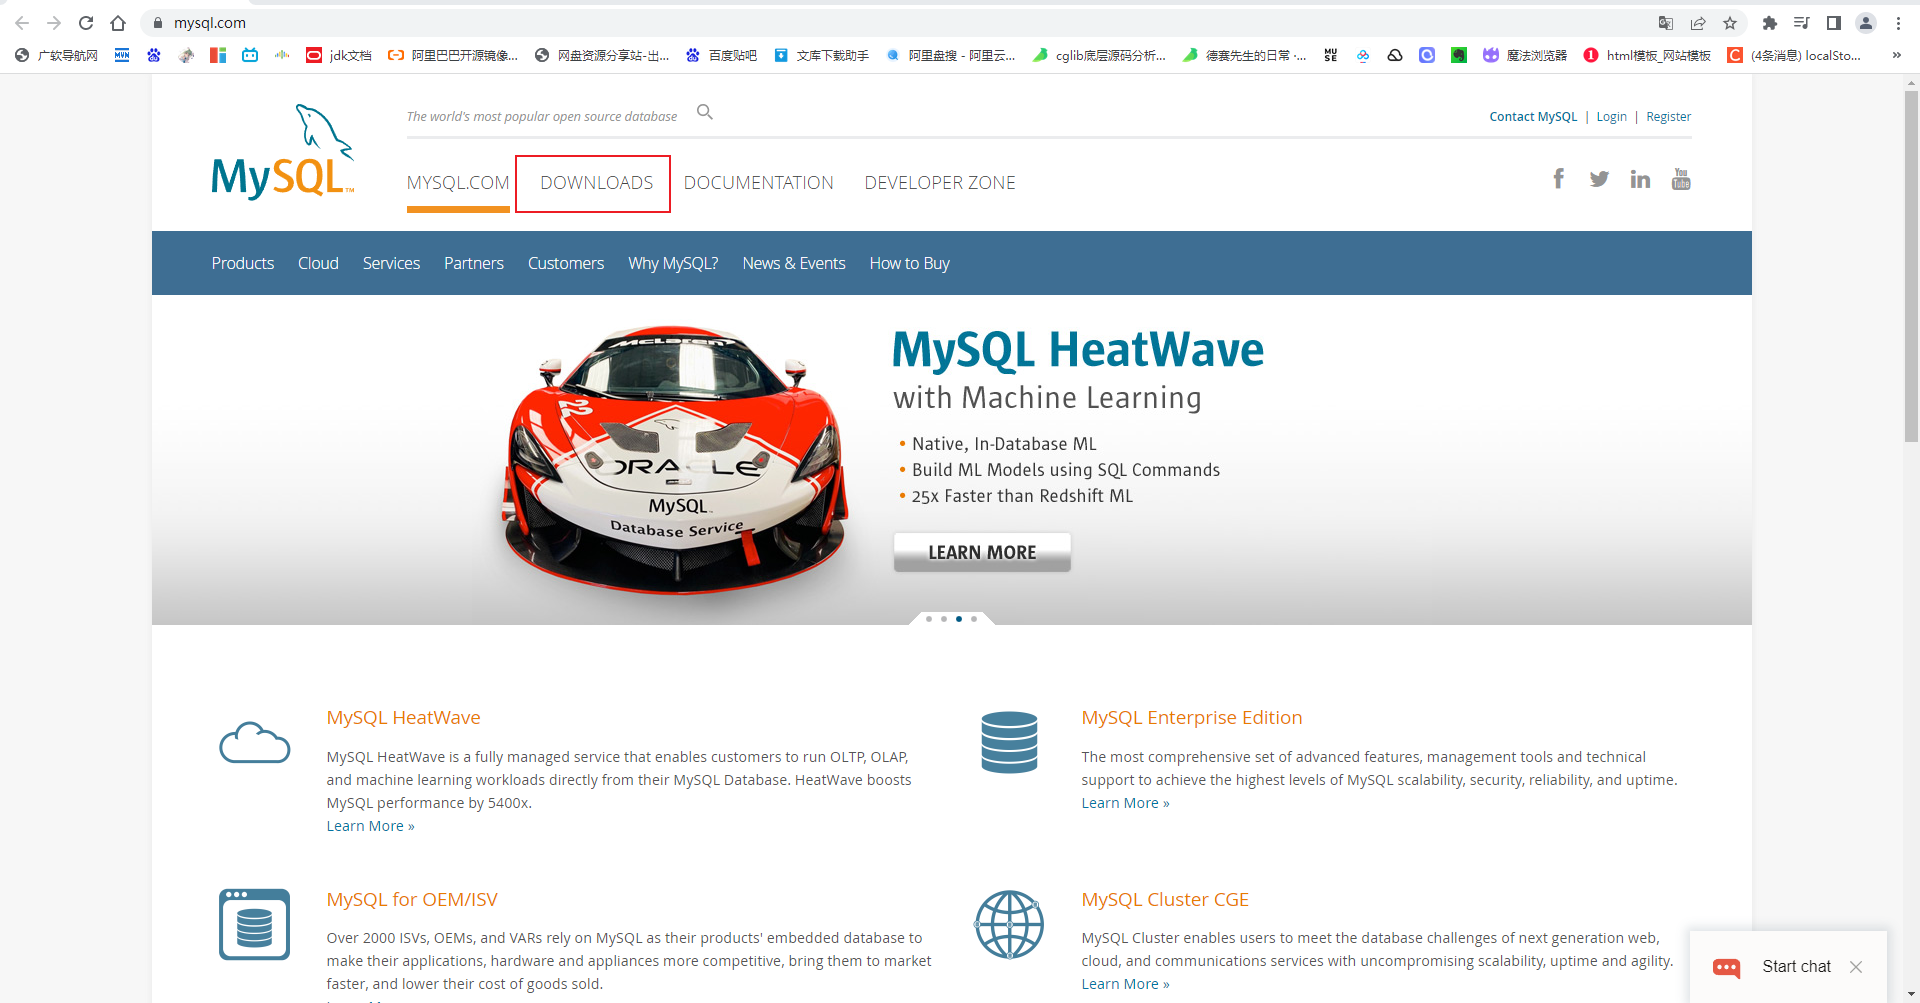 mysql.com
广软导航网
jdk文档
阿里巴巴开源镜像...
网盘资源分享站-出...
百度贴吧
文库下载助手
阿里盘搜 - 阿里云...
cglib底层源码分析...
德赛先生的日常 ·...
MU
SE
魔法浏览器
html模板_网站模板
(4条消息) localSto...
»
MySQL™
The world's most popular open source database
Contact MySQL | Login | Register
MYSQL.COM
DOWNLOADS
DOCUMENTATION
DEVELOPER ZONE
You
Tube
Products
Cloud
Services
Partners
Customers
Why MySQL?
News & Events
How to Buy
22
ORACLE
MySQL
Database Service
MySQL HeatWave
with Machine Learning
• Native, In-Database ML
• Build ML Models using SQL Commands
• 25x Faster than Redshift ML
LEARN MORE
MySQL HeatWave
MySQL HeatWave is a fully managed service that enables customers to run OLTP, OLAP,
and machine learning workloads directly from their MySQL Database. HeatWave boosts
MySQL performance by 5400x.
Learn More »
MySQL Enterprise Edition
The most comprehensive set of advanced features, management tools and technical
support to achieve the highest levels of MySQL scalability, security, reliability, and uptime.
Learn More »
MySQL for OEM/ISV
Over 2000 ISVs, OEMs, and VARs rely on MySQL as their products' embedded database to
make their applications, hardware and appliances more competitive, bring them to market
faster, and lower their cost of goods sold.
MySQL Cluster CGE
MySQL Cluster enables users to meet the database challenges of next generation web,
cloud, and communications services with uncompromising scalability, uptime and agility.
Learn More »
Start chat